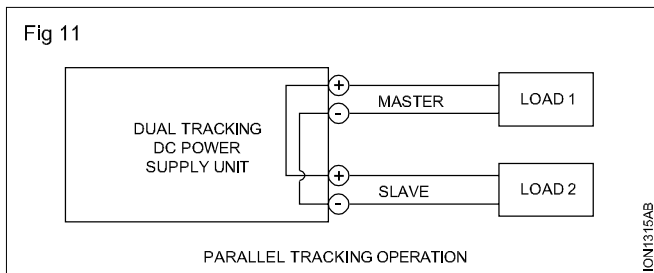 Fig 11
DUAL TRACKING
DC POWER
SUPPLY UNIT
+
-
MASTER
LOAD 1
+
-
SLAVE
LOAD 2
PARALLEL TRACKING OPERATION
ION1315AB